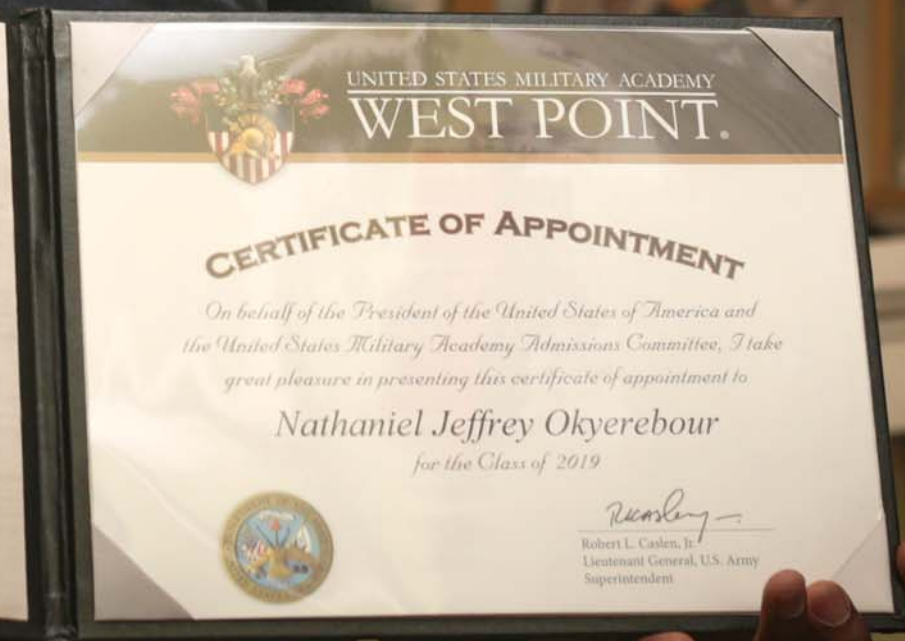 UNITED STATES MILITARY ACADEMY
WEST POINT.
CERTIFICATE OF APPOINTMENT
On behalf of the President of the United States of America and
the United States Military Academy Admissions Committee, I take
great pleasure in presenting this certificate of appointment to
Nathaniel Jeffrey Okyerebour
for the Class of 2019
Robert L. Caslen, Jr.
Lieutenant General, U.S. Army
Superintendent